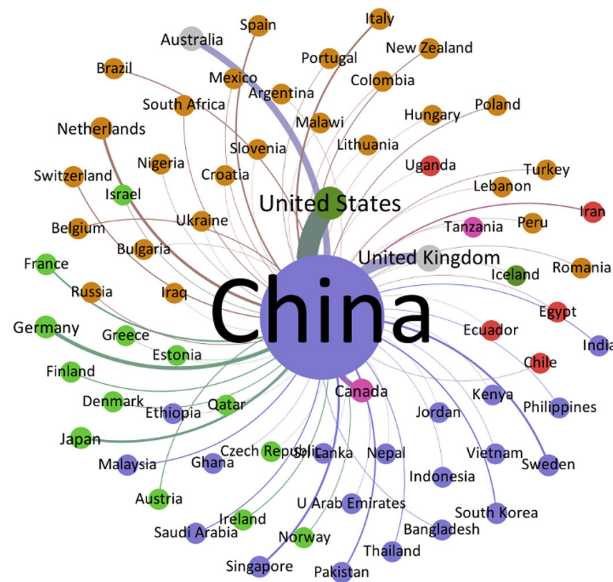 Italy
Spain
Australia
New Zealand
Portugal
Brazil
Mexico
Colombia
Argentina
South Africa
Poland
Hungary
Malawi
Netherlands
Lithuania
Slovenia
Nigeria
Uganda
Turkey
Switzerland
Croatia
Lebanon
Israel
United States
Iran
Ukraine
Peru
Belgium
Tanzania
Bulgaria
United Kingdom
France
Romania
Iceland
Russia
Iraq
China
Egypt
Germany
Ecuador
Greece
India
Estonia
Chile
Finland
Canada
Kenya
Denmark
Qatar
Philippines
Ethiopia
Jordan
Japan
Czech Republic
Sri Lanka
Nepal
Vietnam
Malaysia
Ghana
Sweden
Indonesia
Austria
U Arab Emirates
South Korea
Ireland
Saudi Arabia
Bangladesh
Norway
Thailand
Singapore
Pakistan